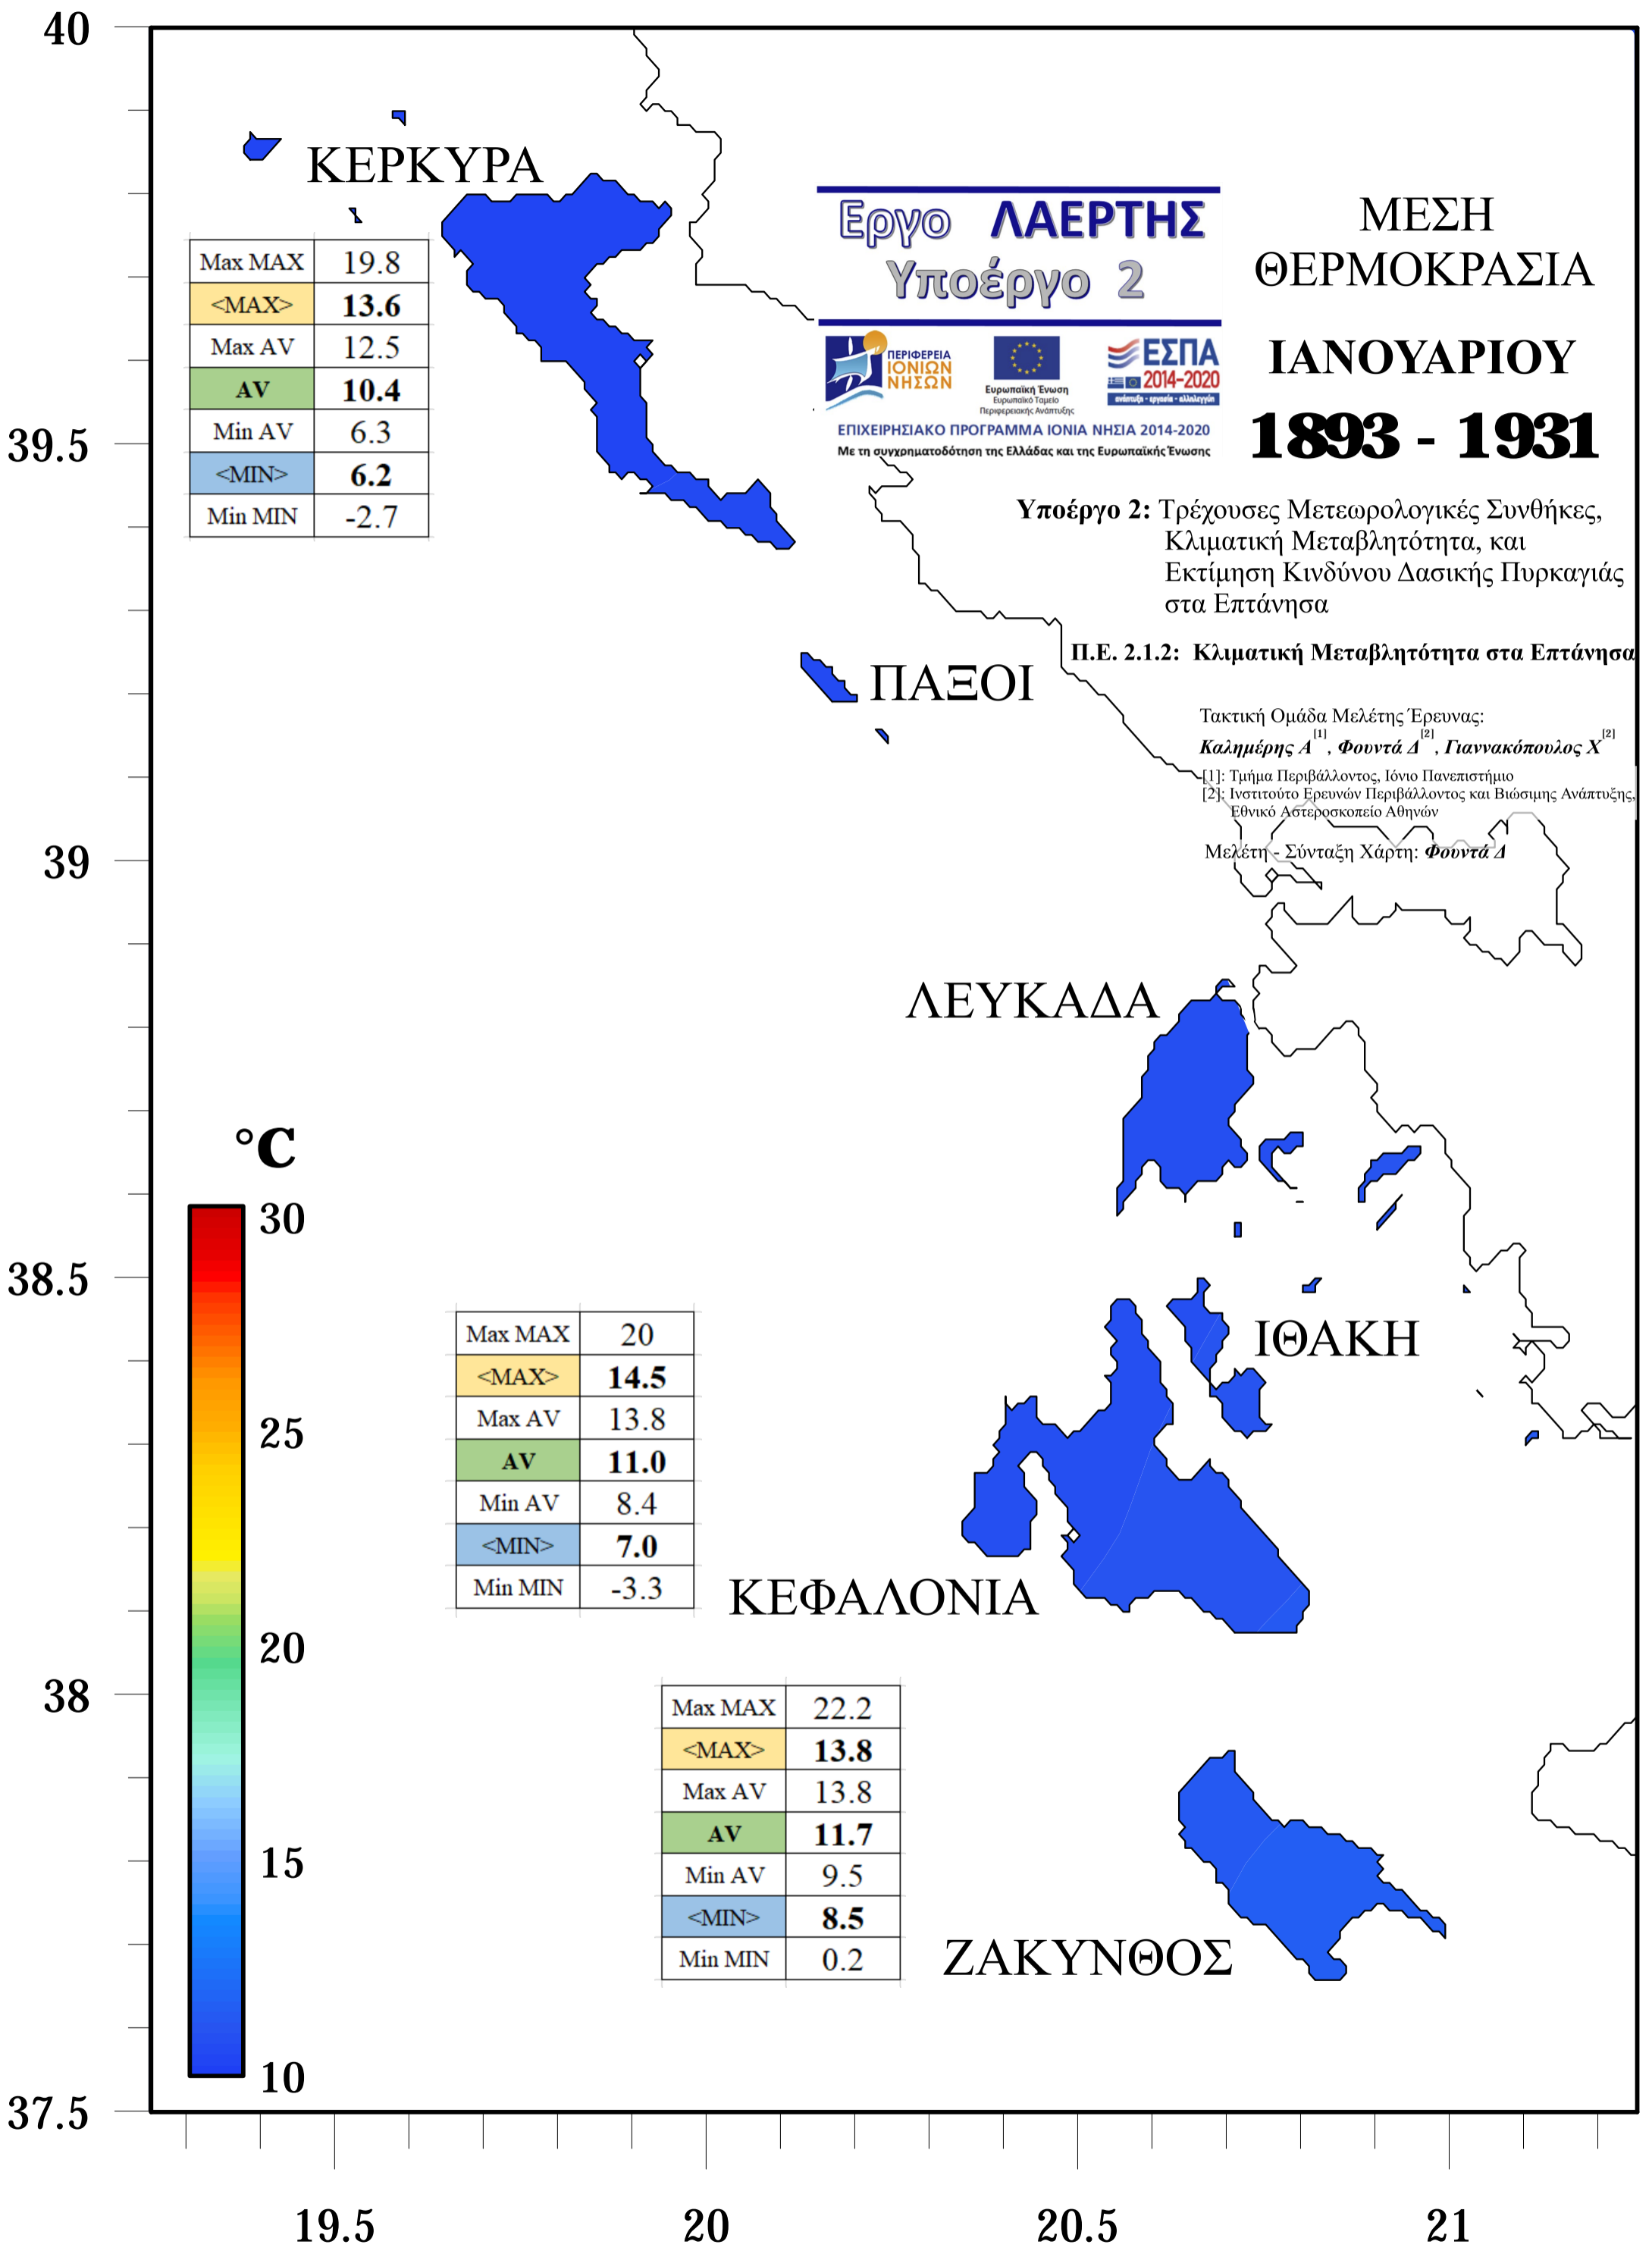 40
ΚΕΡΚΥΡΑ
Max MAX 19.8
<MAX> 13.6
Max AV 12.5
AV 10.4
Min AV 6.3
<MIN> 6.2
Min MIN -2.7
Εργο ΛΑΕΡΤΗΣ
Υποέργο 2
ΠΕΡΙΦΕΡΕΙΑ
ΙΟΝΙΩΝ
ΝΗΣΩΝ
Ευρωπαϊκή Ένωση
Ευρωπαϊκό Ταμείο
Περιφερειακής Ανάπτυξης
ΕΣΠΑ
2014-2020
ανάπτυξη - εργασία - αλληλεγγύη
ΕΠΙΧΕΙΡΗΣΙΑΚΟ ΠΡΟΓΡΑΜΜΑ ΙΟΝΙΑ ΝΗΣΙΑ 2014-2020
Με τη συγχρηματοδότηση της Ελλάδας και της Ευρωπαϊκής Ένωσης
ΜΕΣΗ
ΘΕΡΜΟΚΡΑΣΙΑ
ΙΑΝΟΥΑΡΙΟΥ
1893 - 1931
39.5
Υποέργο 2: Τρέχουσες Μετεωρολογικές Συνθήκες,
Κλιματική Μεταβλητότητα, και
Εκτίμηση Κινδύνου Δασικής Πυρκαγιάς
στα Επτάνησα
Π.Ε. 2.1.2: Κλιματική Μεταβλητότητα στα Επτάνησα
ΠΑΞΟΙ
Τακτική Ομάδα Μελέτης Έρευνας:
Καλημέρης Α[1], Φουντά Δ[2], Γιαννακόπουλος Χ[2]
[1]: Τμήμα Περιβάλλοντος, Ιόνιο Πανεπιστήμιο
[2]: Ινστιτούτο Ερευνών Περιβάλλοντος και Βιώσιμης Ανάπτυξης,
Εθνικό Αστεροσκοπείο Αθηνών
Μελέτη - Σύνταξη Χάρτη: Φουντά Δ
39
ΛΕΥΚΑΔΑ
°C
30
25
20
15
10
38.5
ΙΘΑΚΗ
Max MAX 20
<MAX> 14.5
Max AV 13.8
AV 11.0
Min AV 8.4
<MIN> 7.0
Min MIN -3.3
ΚΕΦΑΛΟΝΙΑ
38
Max MAX 22.2
<MAX> 13.8
Max AV 13.8
AV 11.7
Min AV 9.5
<MIN> 8.5
Min MIN 0.2
ΖΑΚΥΝΘΟΣ
37.5
19.5 20 20.5 21